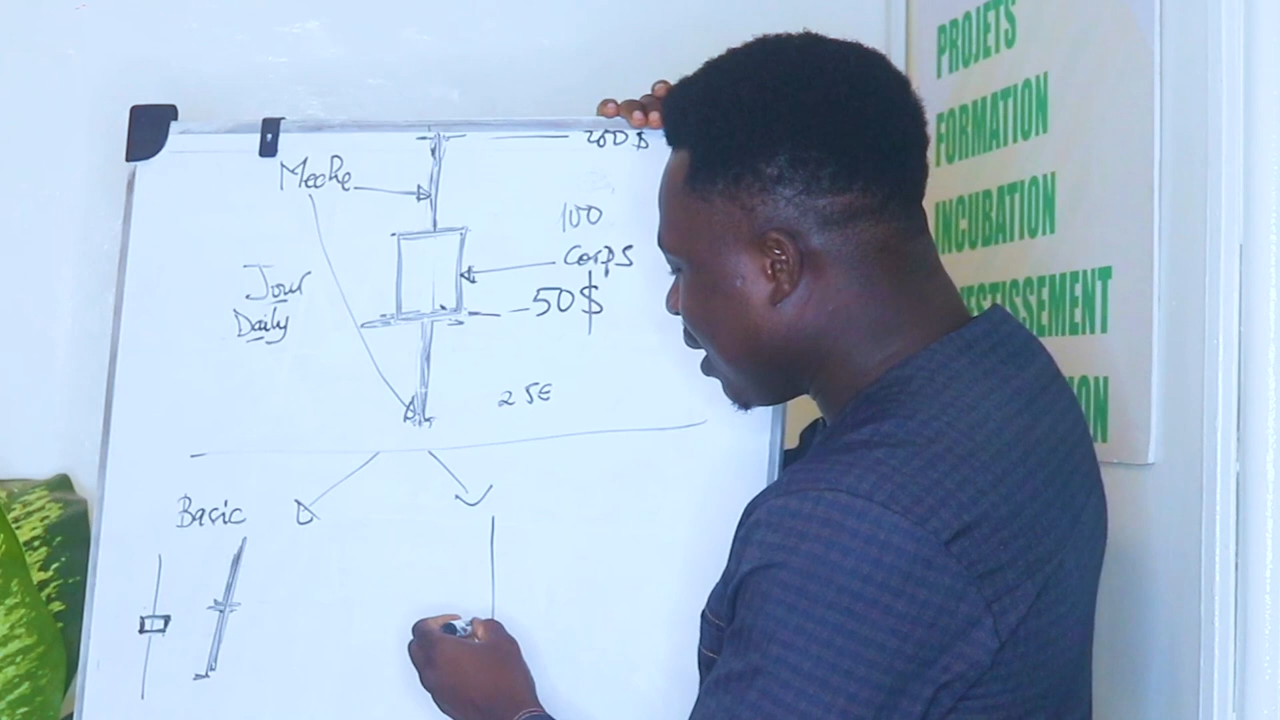 200$
Meche
100
Corps
Jour
Daily
50$
25€
Basic
PROJETS
FORMATION
INCUBATION
ESTISSEMENT
ON